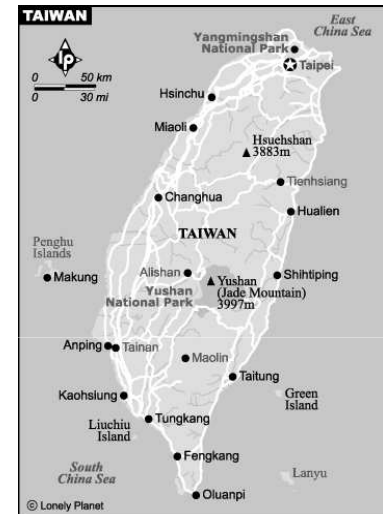 TAIWAN
East
China Sea
Yangmingshan
National Park
Taipei
lp
0 50 km
0 30 mi
Hsinchu
Miaoli
Hsuehshan
3883m
Tienhsiang
Changhua
Hualien
TAIWAN
Penghu
Islands
Makung
Alishan
Yushan
National Park
Yushan
(Jade Mountain)
3997m
Shihtiping
Anping
Tainan
Maolin
Taitung
Kaohsiung
Green
Island
Liuchiu
Island
Tungkang
Fengkang
South
China Sea
Lanyu
Oluanpi
© Lonely Planet